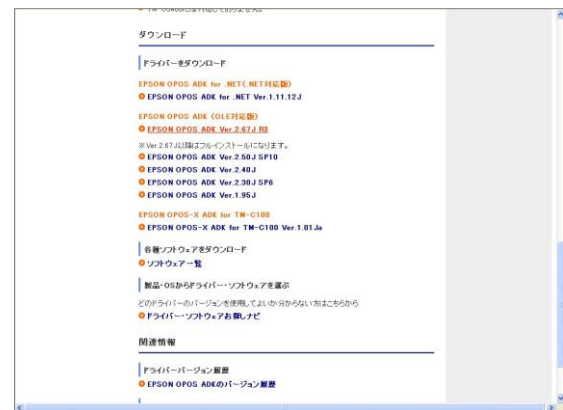 ダウンロード
ドライバーをダウンロード
EPSON OPOS ADK for .NET(.NET対応版)
EPSON OPOS ADK for .NET Ver.1.11.12J
EPSON OPOS ADK (OLE対応版)
EPSON OPOS ADK Ver.2.67J R3
※Ver.2.67J以降はフルインストールになります。
EPSON OPOS ADK Ver.2.50J SP10
EPSON OPOS ADK Ver.2.40J
EPSON OPOS ADK Ver.2.30J SP6
EPSON OPOS ADK Ver.1.95J
EPSON OPOS-X ADK for TM-C100
EPSON OPOS-X ADK for TM-C100 Ver.1.01Ja
各種ソフトウェアをダウンロード
ソフトウェア一覧
製品・OSからドライバー・ソフトウェアを選ぶ
どのドライバーのバージョンを使用してよいか分からない方はこちらから
ドライバー・ソフトウェアお探しナビ
関連情報
ドライババージョン履歴
EPSON OPOS ADKのバージョン履歴